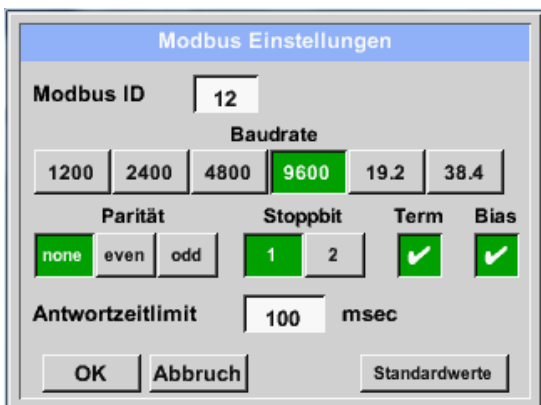 Modbus Einstellungen
Modbus ID 12
Baudrate
1200 2400 4800 9600 19.2 38.4
Parität Stoppbit Term Bias
none even odd 1 2
Antwortzeitlimit 100 msec
OK Abbruch Standardwerte